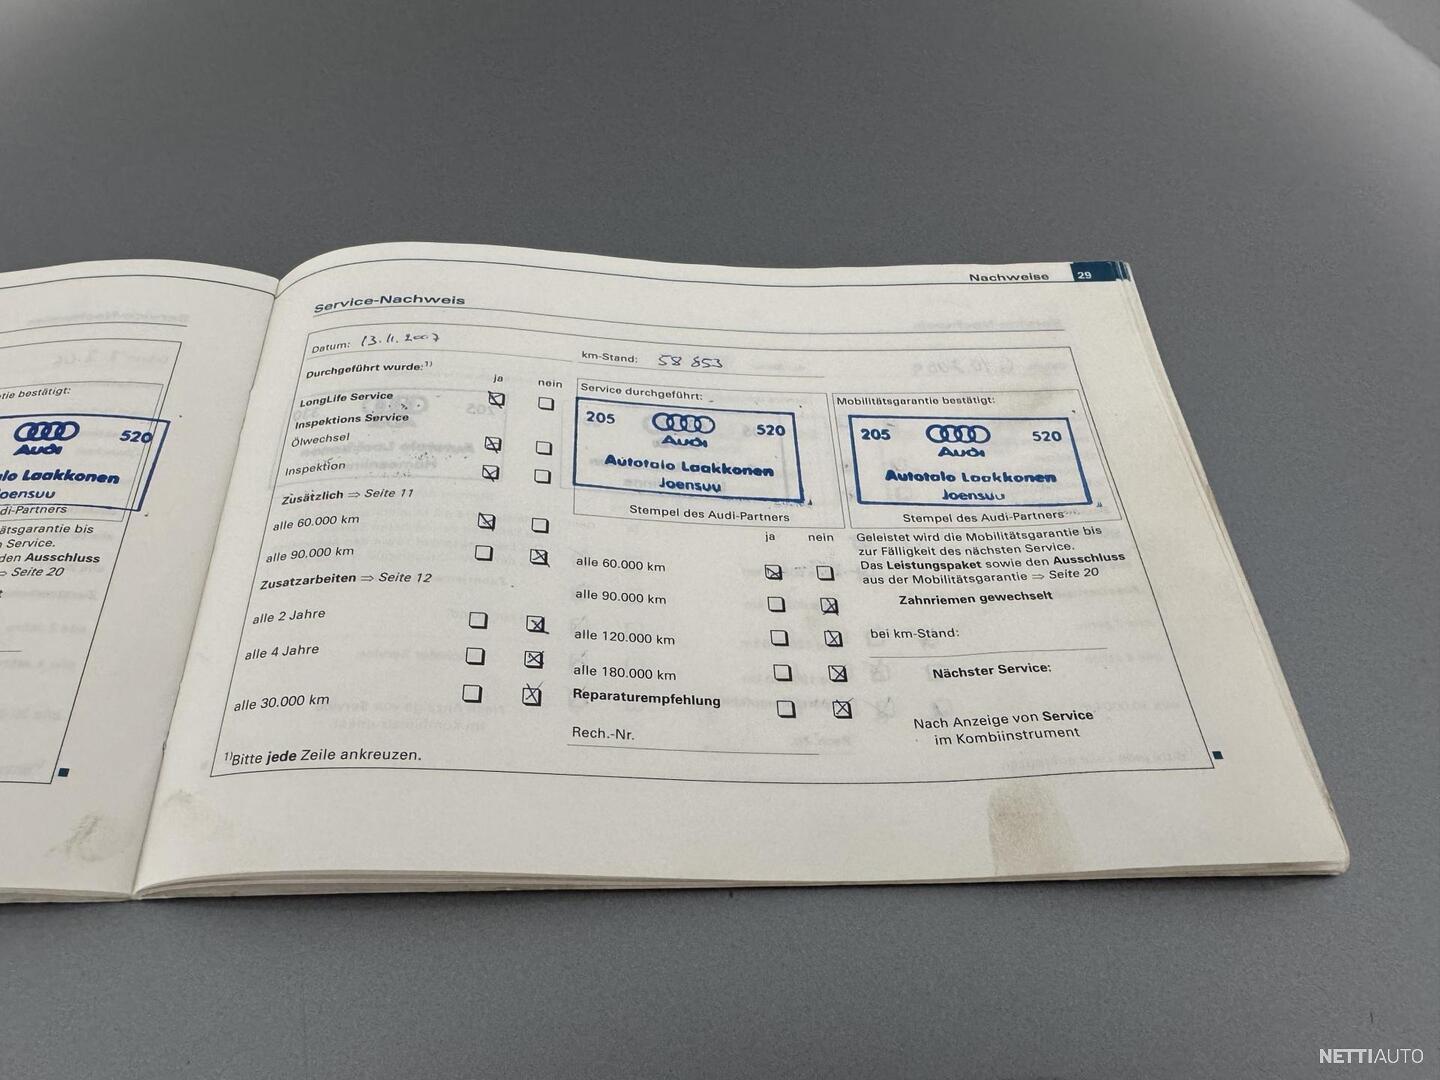 Nachweise 29
Service-Nachweis
Datum: 13.11.2007
km-Stand: 58 853
Durchgeführt wurde:¹⁾
ja nein
LongLife Service
Inspektions Service
Ölwechsel
Inspektion
Zusätzlich ⇒ Seite 11
alle 60.000 km
alle 90.000 km
Zusatzarbeiten ⇒ Seite 12
alle 2 Jahre
alle 4 Jahre
alle 30.000 km
¹⁾Bitte jede Zeile ankreuzen.
Service durchgeführt:
205 520
Audi
Autotalo Laakkonen
Joensuu
Stempel des Audi-Partners
ja nein
alle 60.000 km
alle 90.000 km
alle 120.000 km
alle 180.000 km
Reparaturempfehlung
Rech.-Nr.
Mobilitätsgarantie bestätigt:
205 520
Audi
Autotalo Laakkonen
Joensuu
Stempel des Audi-Partners
Geleistet wird die Mobilitätsgarantie bis
zur Fälligkeit des nächsten Service.
Das Leistungspaket sowie den Ausschluss
aus der Mobilitätsgarantie ⇒ Seite 20
Zahnriemen gewechselt
bei km-Stand:
Nächster Service:
Nach Anzeige von Service
im Kombiinstrument
tie bestätigt:
520
Audi
lo Laakkonen
Joensuu
di-Partners
ätsgarantie bis
n Service.
den Ausschluss
⇒ Seite 20
t
NETTIAUTO